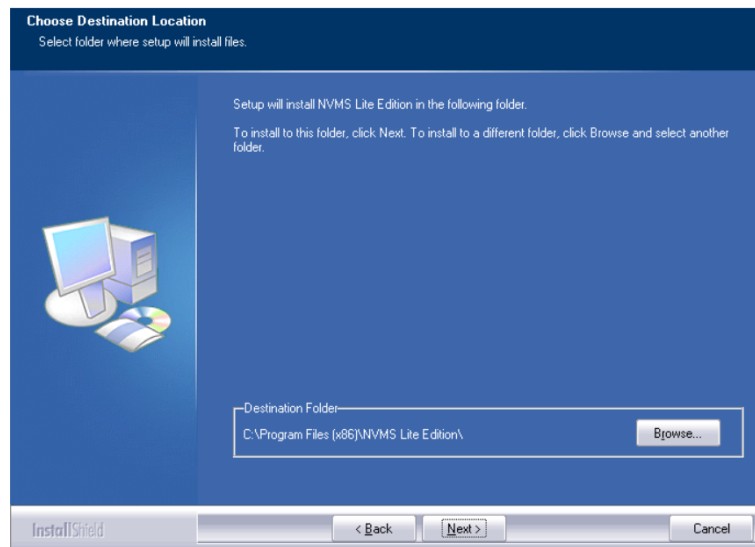 Choose Destination Location
Select folder where setup will install files.
Setup will install NVMS Lite Edition in the following folder.
To install to this folder, click Next. To install to a different folder, click Browse and select another
folder.
Destination Folder
C:\Program Files (x86)\NVMS Lite Edition\
Browse...
InstallShield
< Back
Next >
Cancel